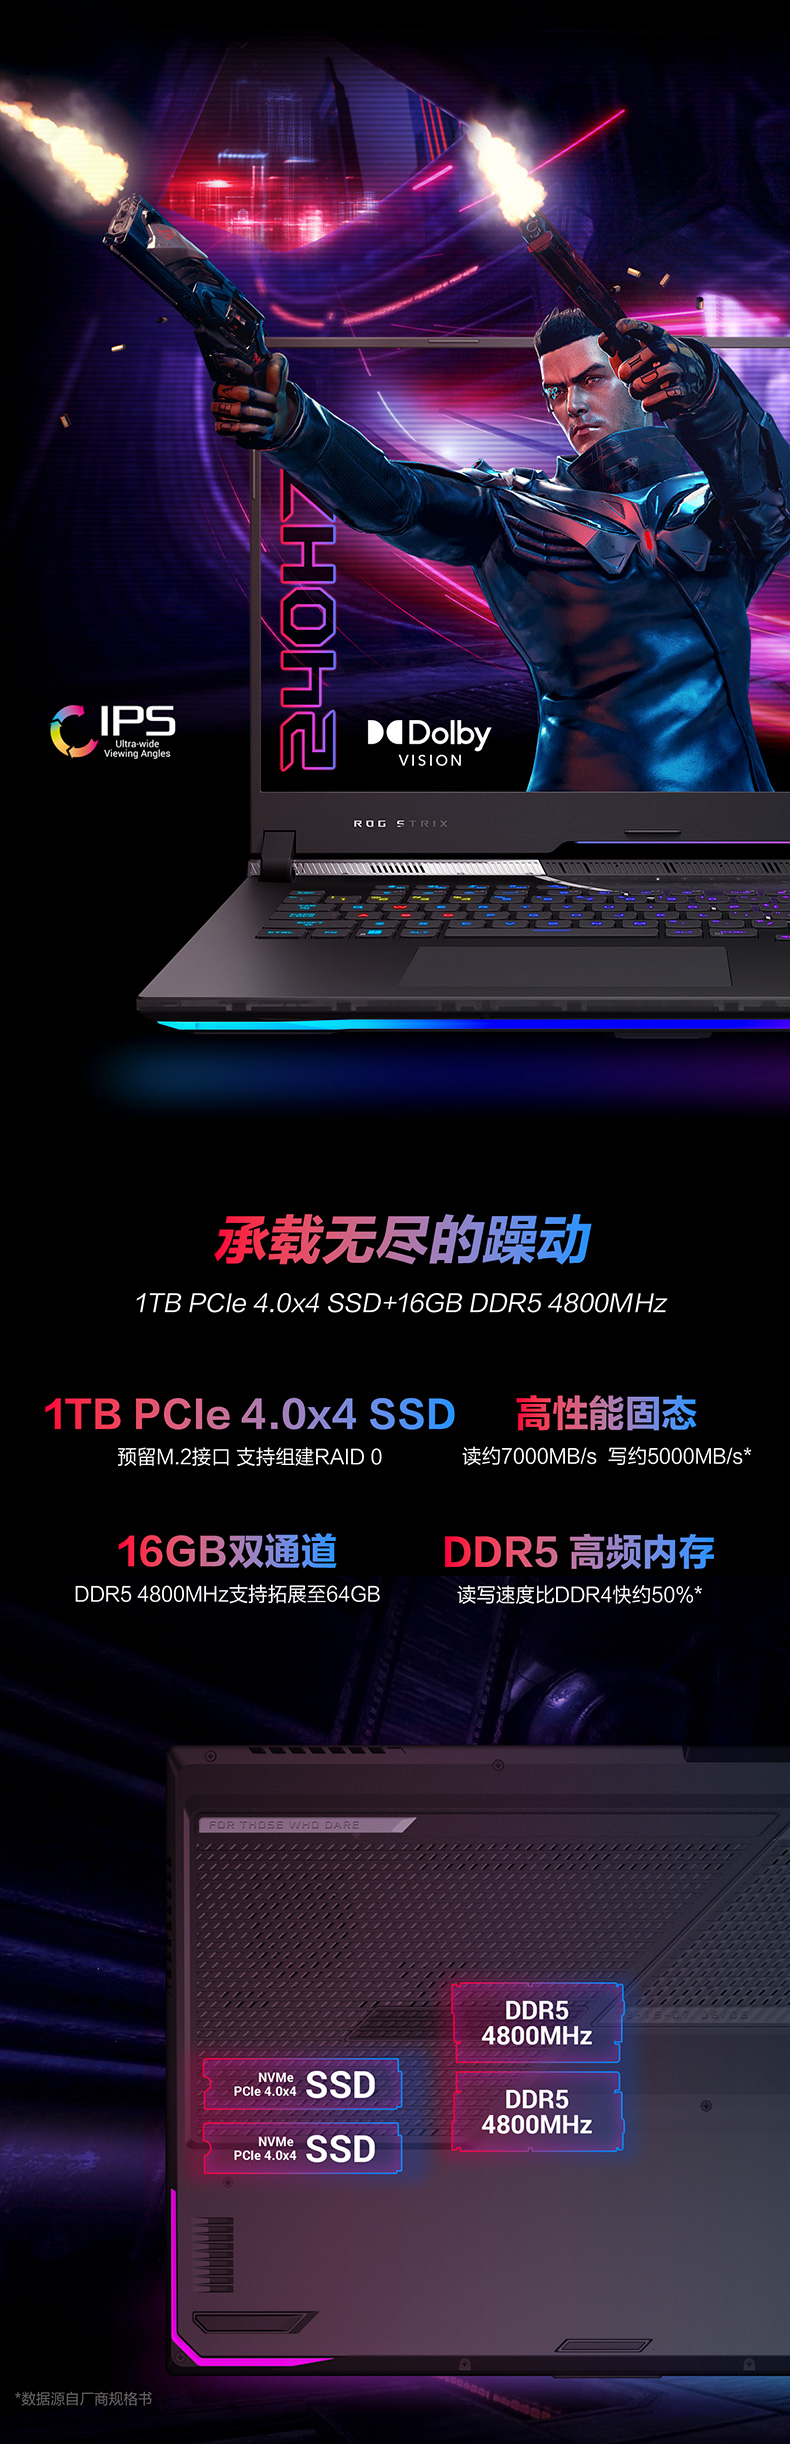 240HZ
IPS
Ultra-wide
Viewing Angles
Dolby
VISION
ROG STRIX
承载无尽的躁动
1TB PCIe 4.0x4 SSD+16GB DDR5 4800MHz
1TB PCIe 4.0x4 SSD
高性能固态
预留M.2接口 支持组建RAID 0
读约7000MB/s 写约5000MB/s*
16GB双通道
DDR5 高频内存
DDR5 4800MHz支持拓展至64GB
读写速度比DDR4快约50%*
FOR THOSE WHO DARE
DDR5
4800MHz
NVMe
PCIe 4.0x4 SSD
DDR5
4800MHz
NVMe
PCIe 4.0x4 SSD
*数据源自厂商规格书